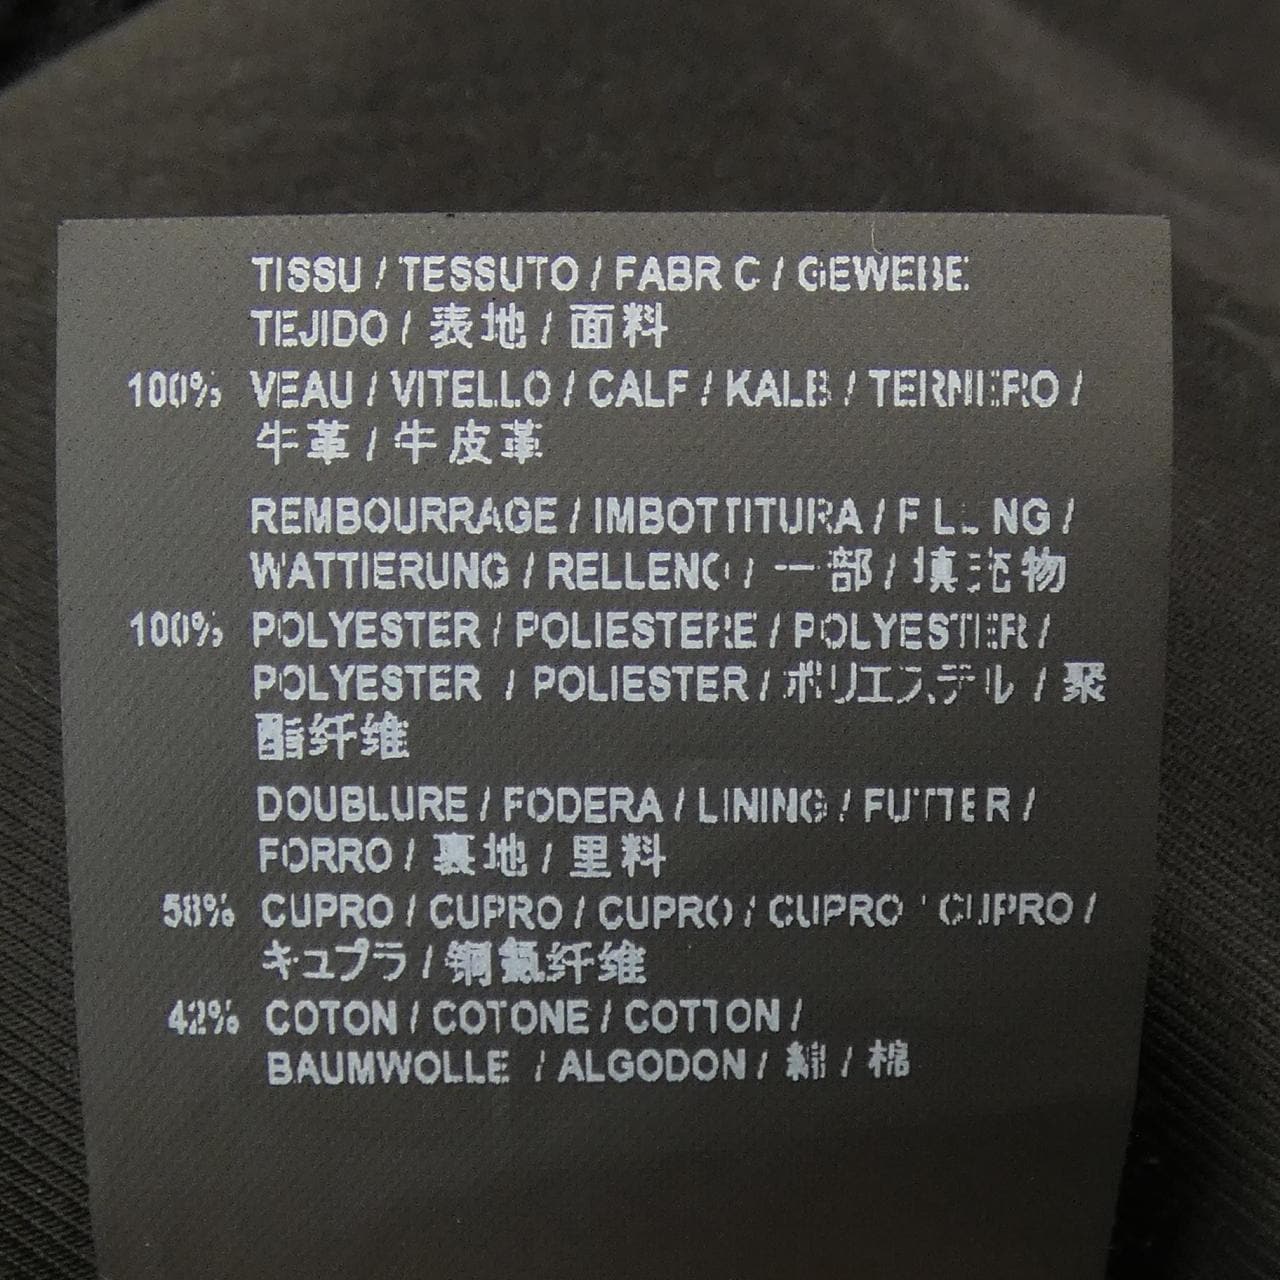 TISSU / TESSUTO / FABRIC / GEWEBE
TEJIDO / 表地 / 面料
100% VEAU / VITELLO / CALF / KALB / TERNERO /
牛革 / 牛皮革
REMBOURRAGE / IMBOTTITURA / FILLING /
WATTIERUNG / RELLENO / 一部 / 填充物
100% POLYESTER / POLIESTERE / POLYESTER /
POLYESTER / POLIESTER / ポリエステル / 聚
酯纤维
DOUBLURE / FODERA / LINING / FUTTER /
FORRO / 裏地 / 里料
58% CUPRO / CUPRO / CUPRO / CUPRO / CUPRO /
キュプラ / 铜氨纤维
42% COTON / COTONE / COTTON /
BAUMWOLLE / ALGODON / 綿 / 棉